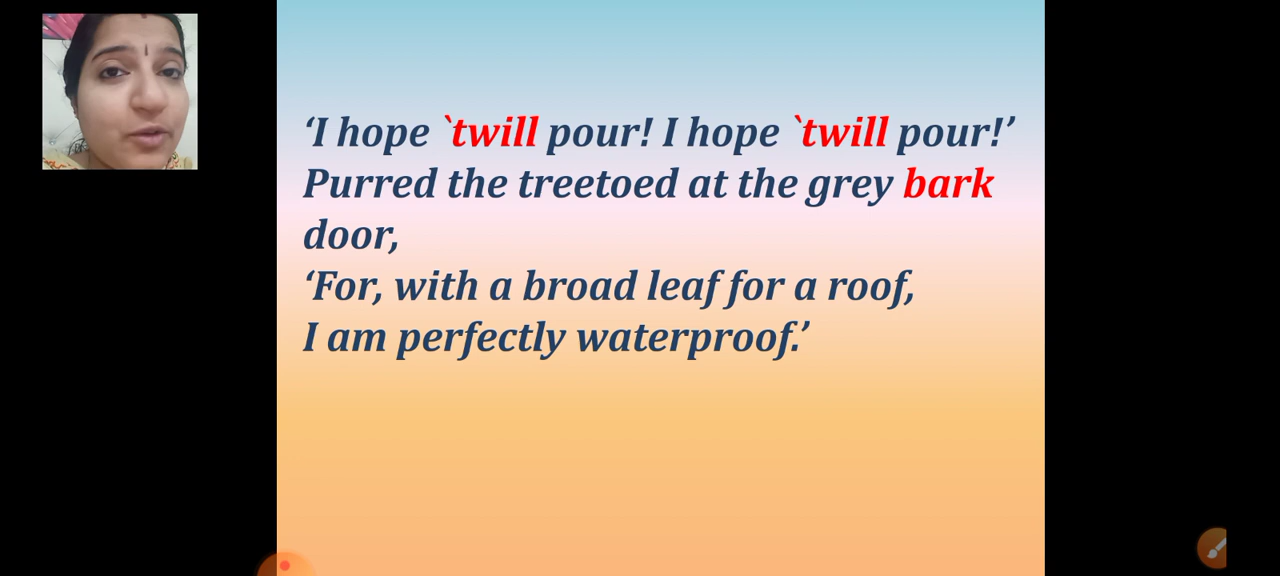 ‘I hope `twill pour! I hope `twill pour!’
Purred the treetoed at the grey bark
door,
‘For, with a broad leaf for a roof,
I am perfectly waterproof.’